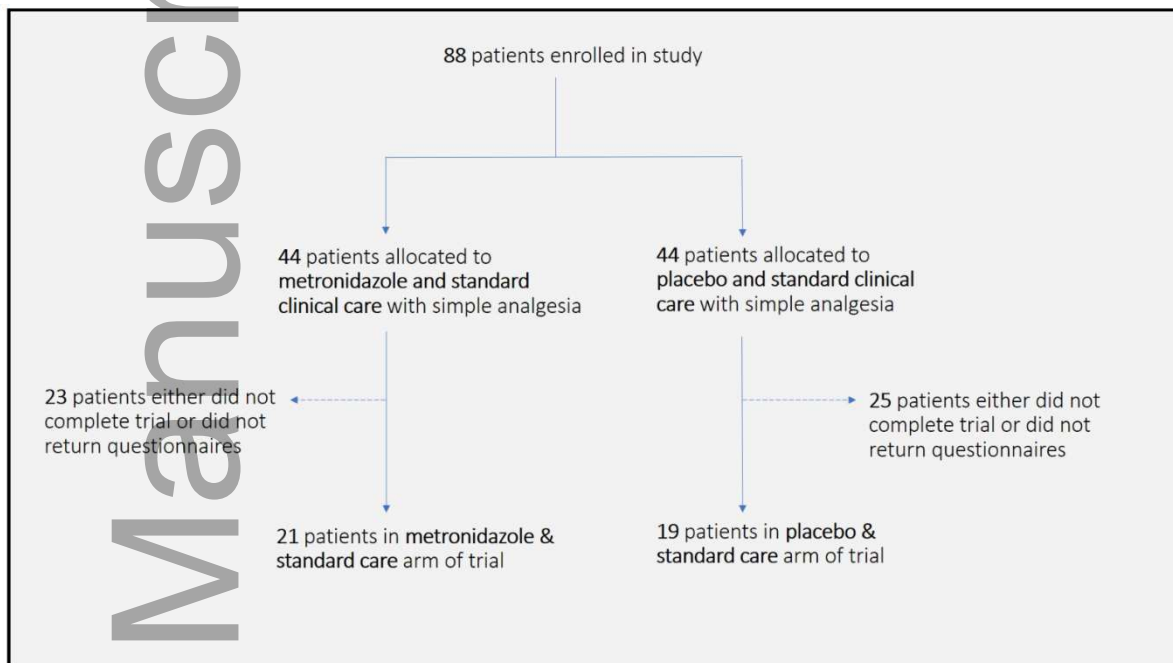 88 patients enrolled in study
44 patients allocated to
metronidazole and standard
clinical care with simple analgesia
44 patients allocated to
placebo and standard clinical
care with simple analgesia
23 patients either did not
complete trial or did not
return questionnaires
25 patients either did not
complete trial or did not
return questionnaires
21 patients in metronidazole &
standard care arm of trial
19 patients in placebo &
standard care arm of trial
Manuscr